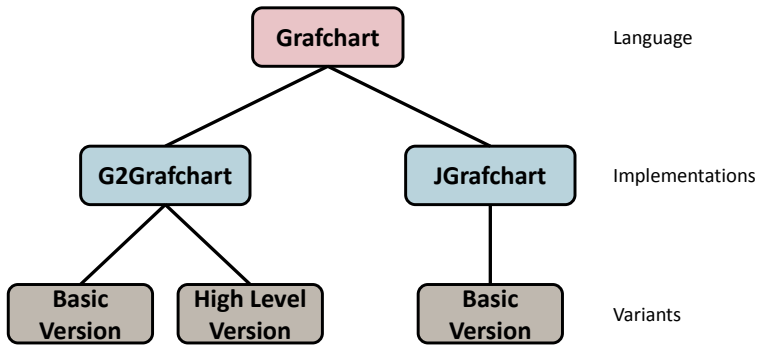 Grafchart
Language
G2Grafchart
JGrafchart
Implementations
Basic
Version
High Level
Version
Basic
Version
Variants